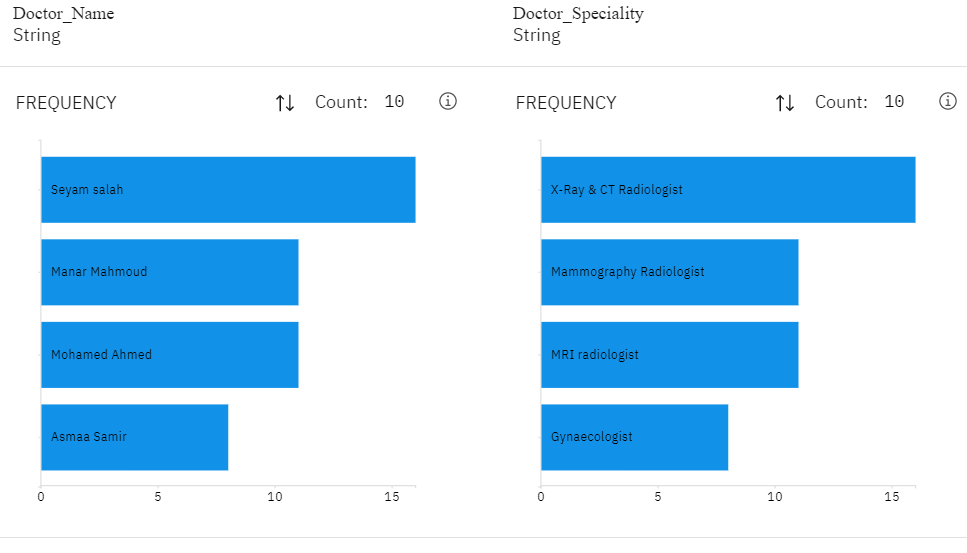 Doctor_Name
String
FREQUENCY
Count: 10
Seyam salah
Manar Mahmoud
Mohamed Ahmed
Asmaa Samir
0 5 10 15
Doctor_Speciality
String
FREQUENCY
Count: 10
X-Ray & CT Radiologist
Mammography Radiologist
MRI radiologist
Gynaecologist
0 5 10 15